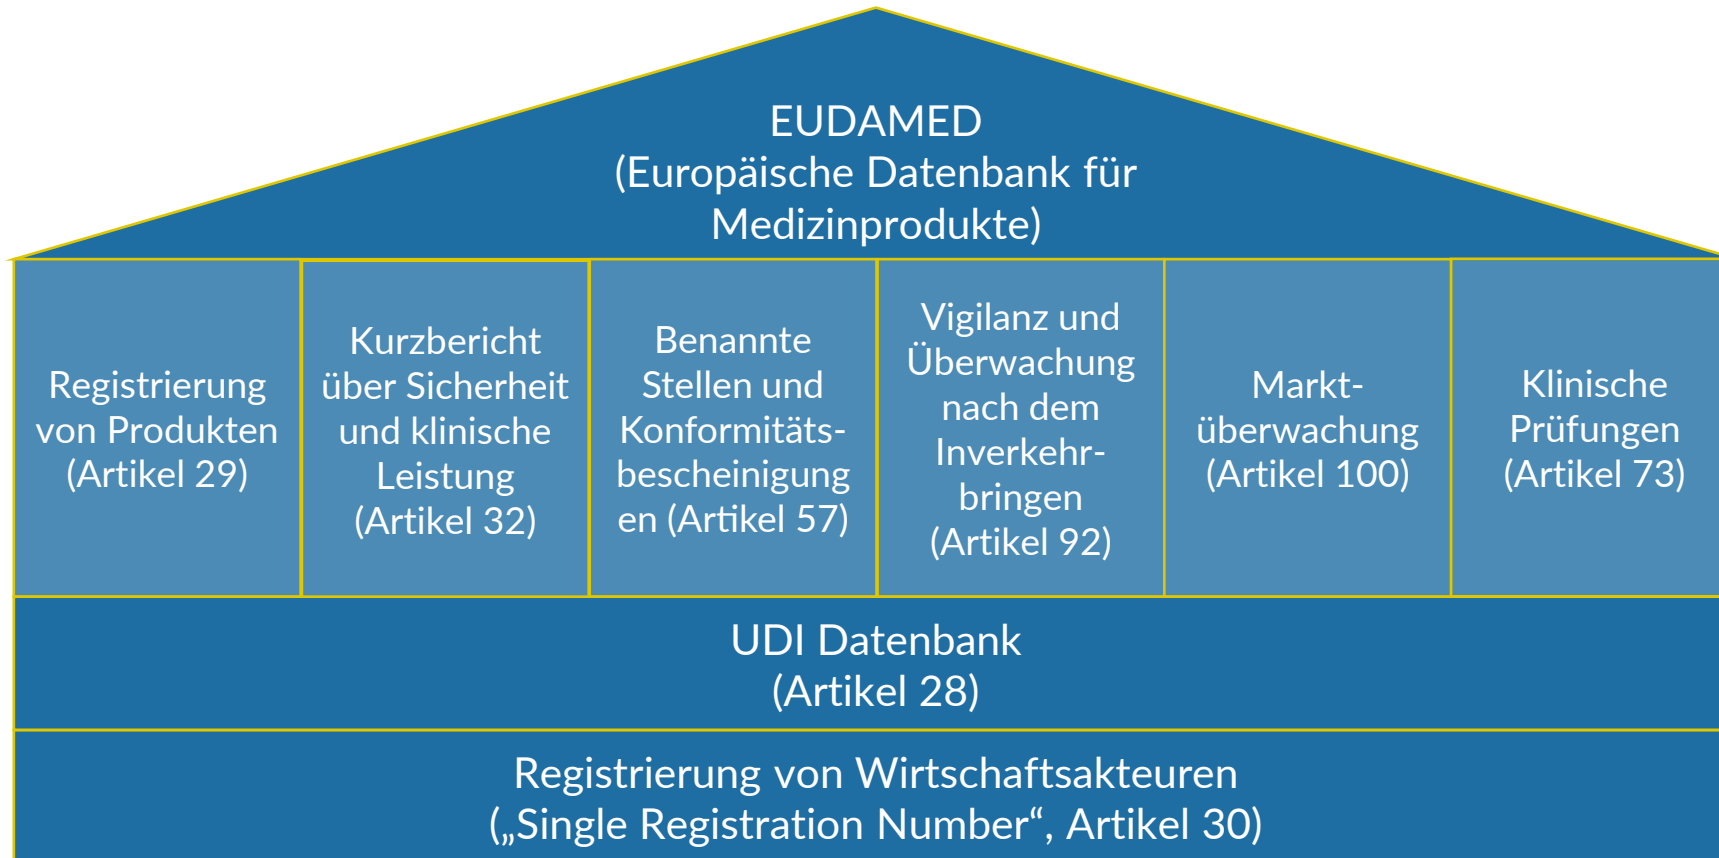 EUDAMED
(Europäische Datenbank für
Medizinprodukte)
Registrierung
von Produkten
(Artikel 29)
Kurzbericht
über Sicherheit
und klinische
Leistung
(Artikel 32)
Benannte
Stellen und
Konformitäts-
bescheinigung
en (Artikel 57)
Vigilanz und
Überwachung
nach dem
Inverkehr-
bringen
(Artikel 92)
Markt-
überwachung
(Artikel 100)
Klinische
Prüfungen
(Artikel 73)
UDI Datenbank
(Artikel 28)
Registrierung von Wirtschaftsakteuren
(„Single Registration Number“, Artikel 30)